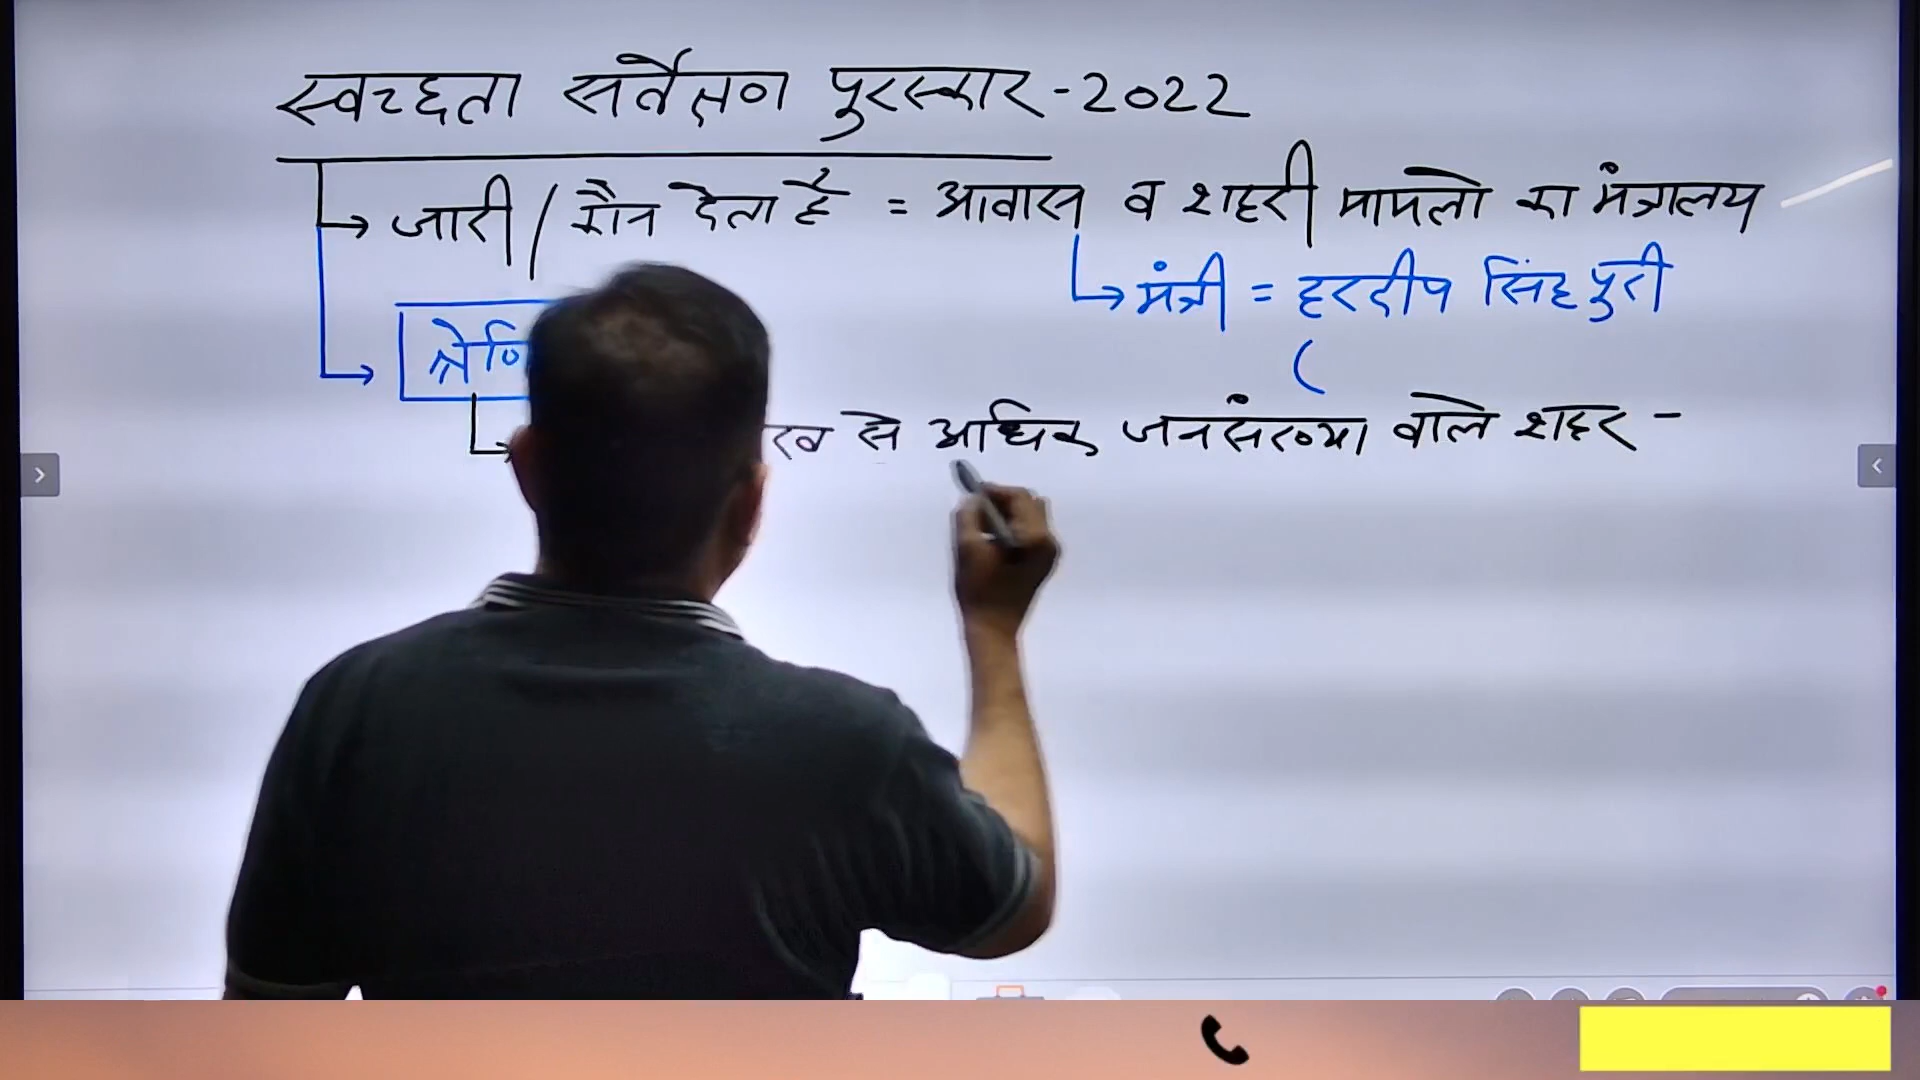 स्वच्छता सर्वेक्षण पुरस्कार - 2022
जारी / कौन देता है = आवास व शहरी मामलो का मंत्रालय
मंत्री = हरदीप सिंह पुरी
(
से अधिक जनसंख्या वाले शहर -